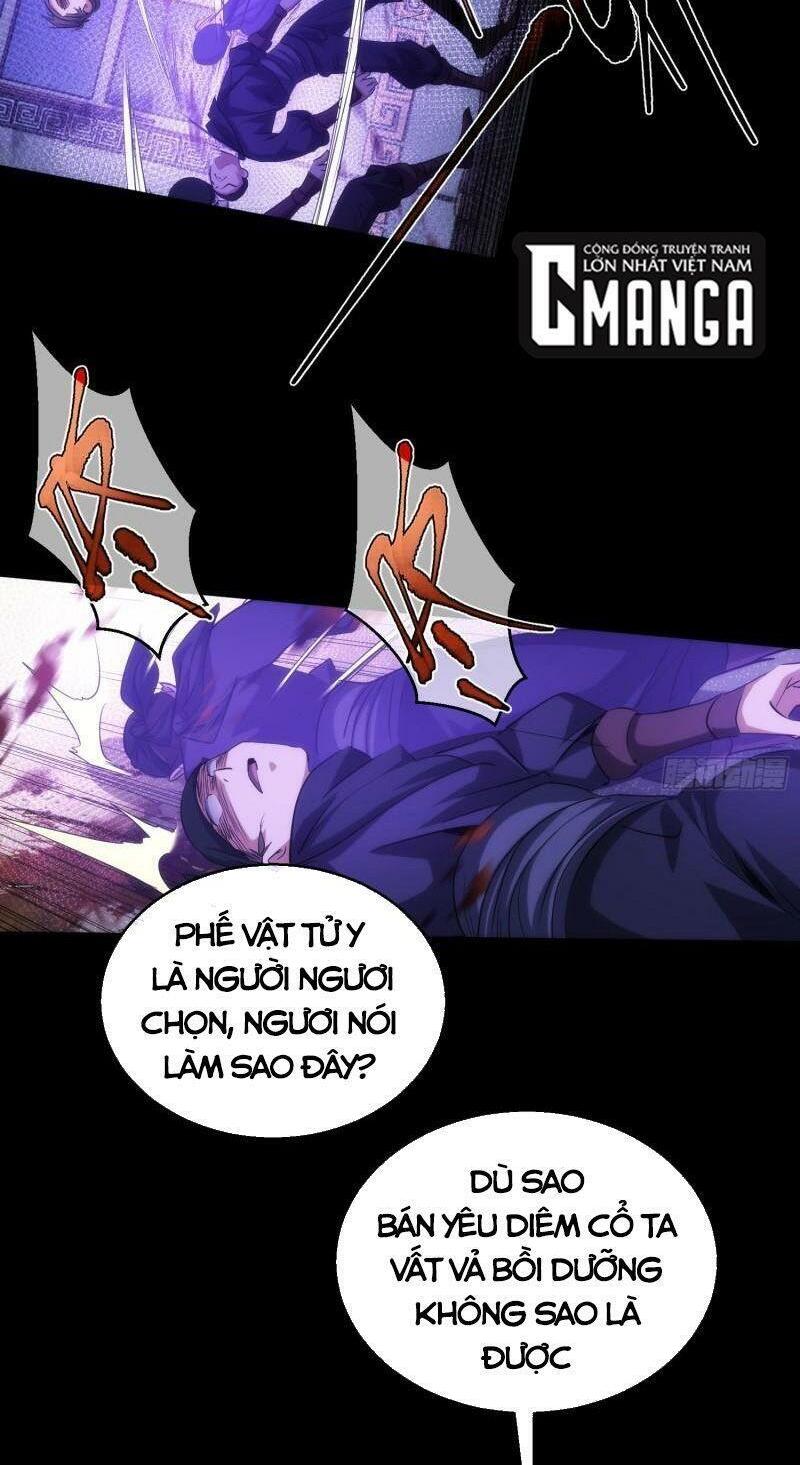 CỘNG ĐỒNG TRUYỆN TRANH
LỚN NHẤT VIỆT NAM
CMANGA
PHẾ VẬT TỬ Y
LÀ NGƯỜI NGƯƠI
CHỌN, NGƯƠI NÓI
LÀM SAO ĐÂY?
DÙ SAO
BÁN YÊU DIÊM CỔ TA
VẤT VẢ BỒI DƯỠNG
KHÔNG SAO LÀ
ĐƯỢC